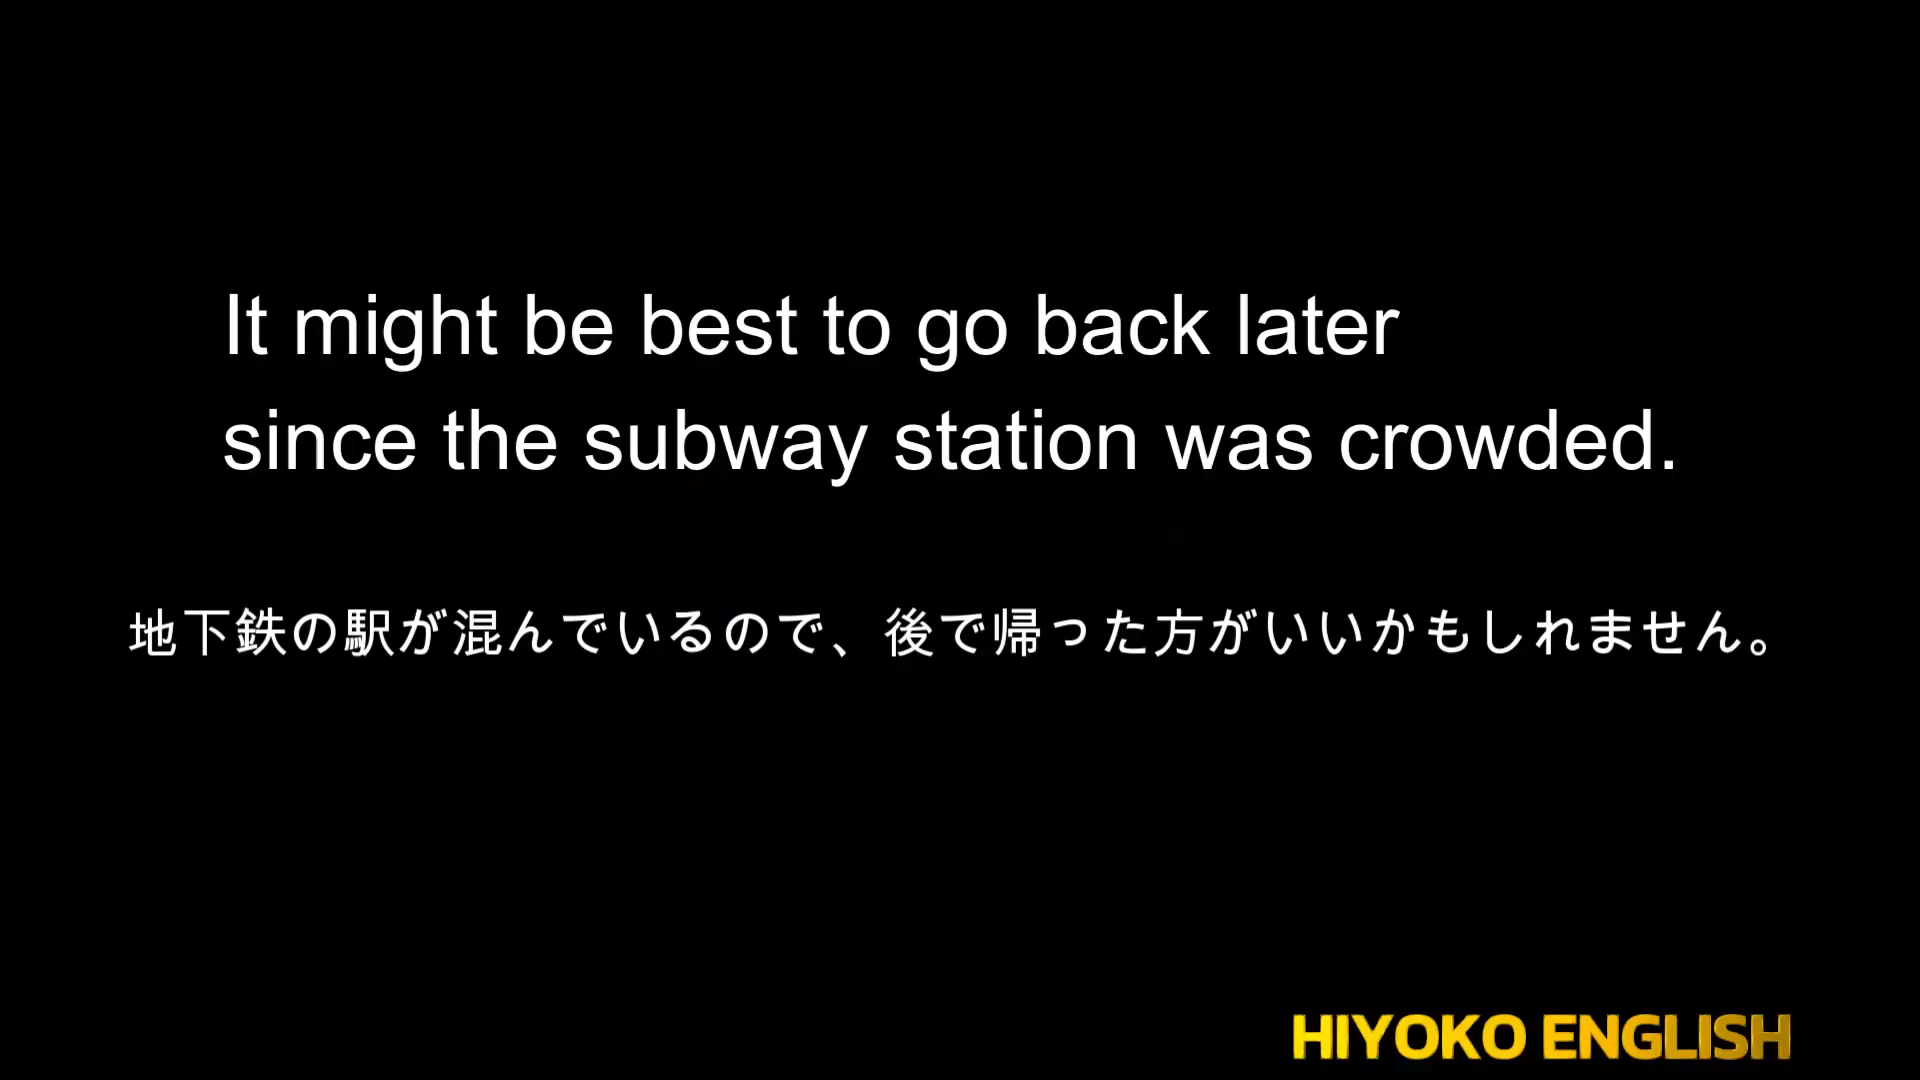 It might be best to go back later
since the subway station was crowded.
地下鉄の駅が混んでいるので、後で帰った方がいいかもしれません。
HIYOKO ENGLISH